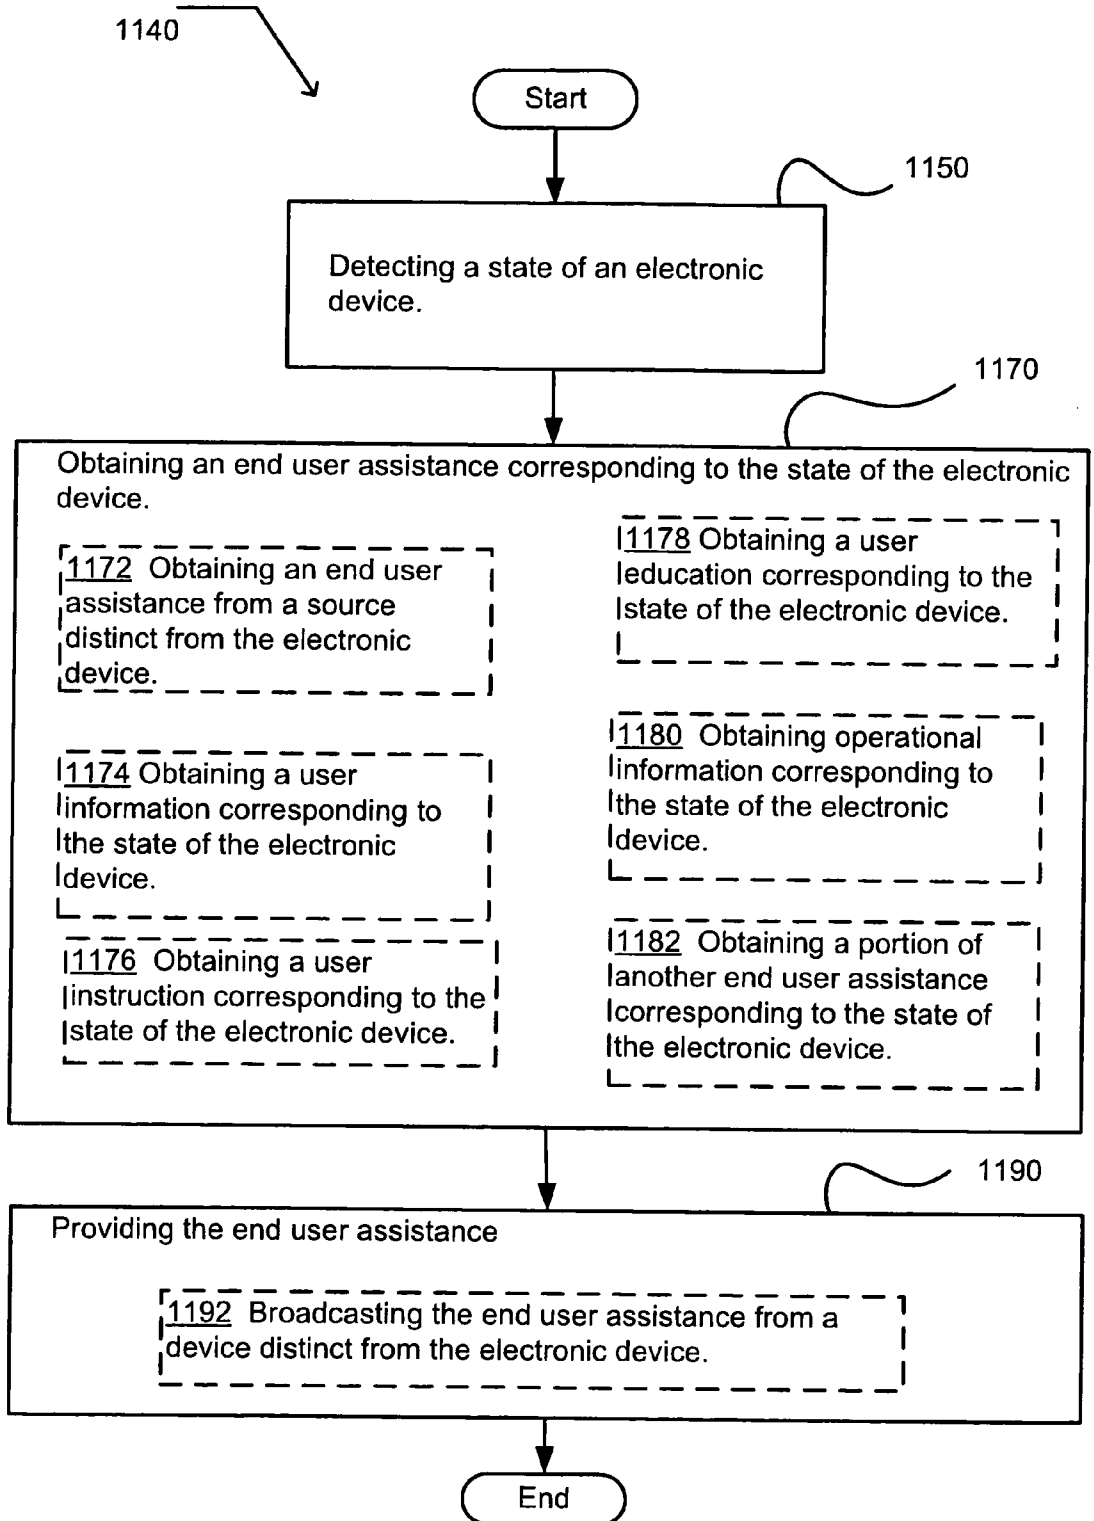 1140
Start
1150
Detecting a state of an electronic
device.
1170
Obtaining an end user assistance corresponding to the state of the electronic
device.
1172 Obtaining an end user
assistance from a source
distinct from the electronic
device.
1174 Obtaining a user
information corresponding to
the state of the electronic
device.
1176 Obtaining a user
instruction corresponding to the
state of the electronic device.
1178 Obtaining a user
education corresponding to the
state of the electronic device.
1180 Obtaining operational
information corresponding to
the state of the electronic
device.
1182 Obtaining a portion of
another end user assistance
corresponding to the state of
the electronic device.
1190
Providing the end user assistance
1192 Broadcasting the end user assistance from a
device distinct from the electronic device.
End